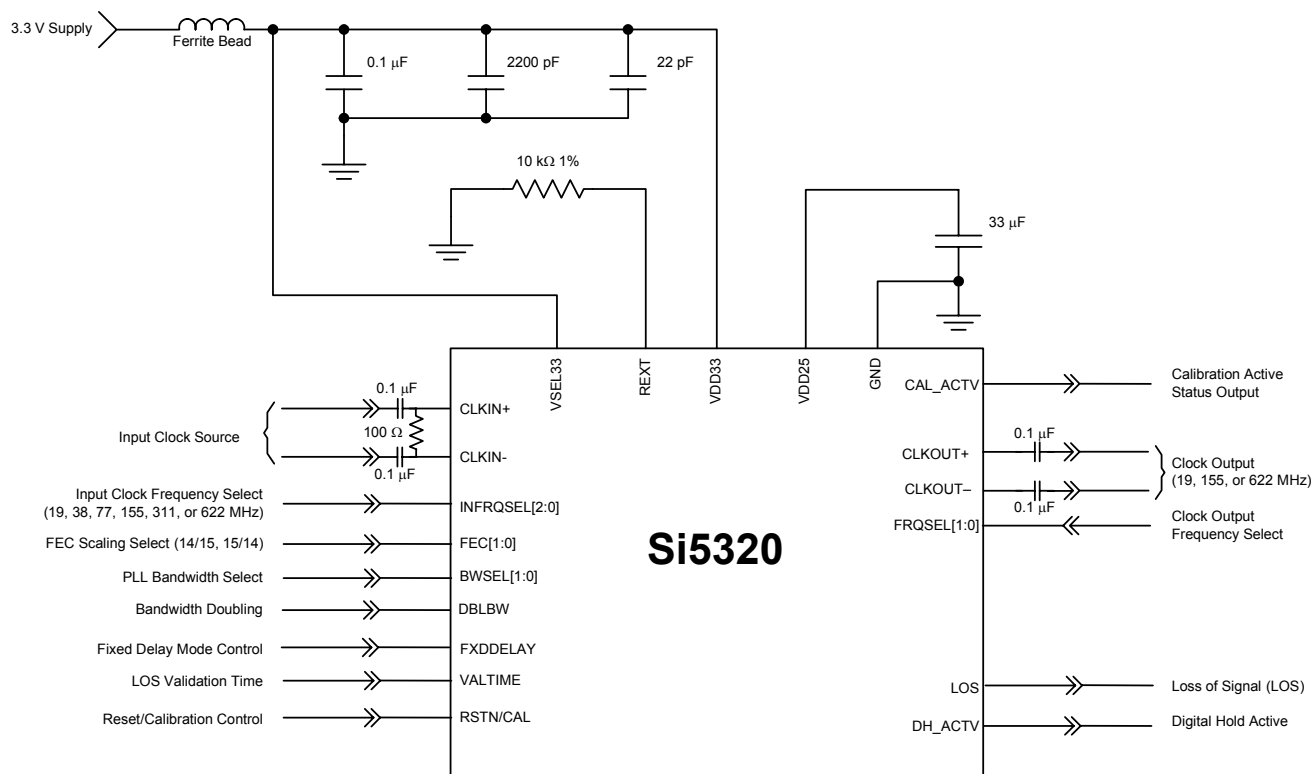 3.3 V Supply
Ferrite Bead
0.1 μF
2200 pF
22 pF
10 kΩ 1%
33 μF
VSEL33
REXT
VDD33
VDD25
GND
Input Clock Source
0.1 μF
100 Ω
0.1 μF
CLKIN+
CLKIN-
Input Clock Frequency Select
(19, 38, 77, 155, 311, or 622 MHz)
INFRQSEL[2:0]
FEC Scaling Select (14/15, 15/14)
FEC[1:0]
PLL Bandwidth Select
BWSEL[1:0]
Bandwidth Doubling
DBLBW
Fixed Delay Mode Control
FXDDELAY
LOS Validation Time
VALTIME
Reset/Calibration Control
RSTN/CAL
Si5320
CAL_ACTV
Calibration Active
Status Output
CLKOUT+
0.1 μF
CLKOUT–
0.1 μF
Clock Output
(19, 155, or 622 MHz)
FRQSEL[1:0]
Clock Output
Frequency Select
LOS
Loss of Signal (LOS)
DH_ACTV
Digital Hold Active